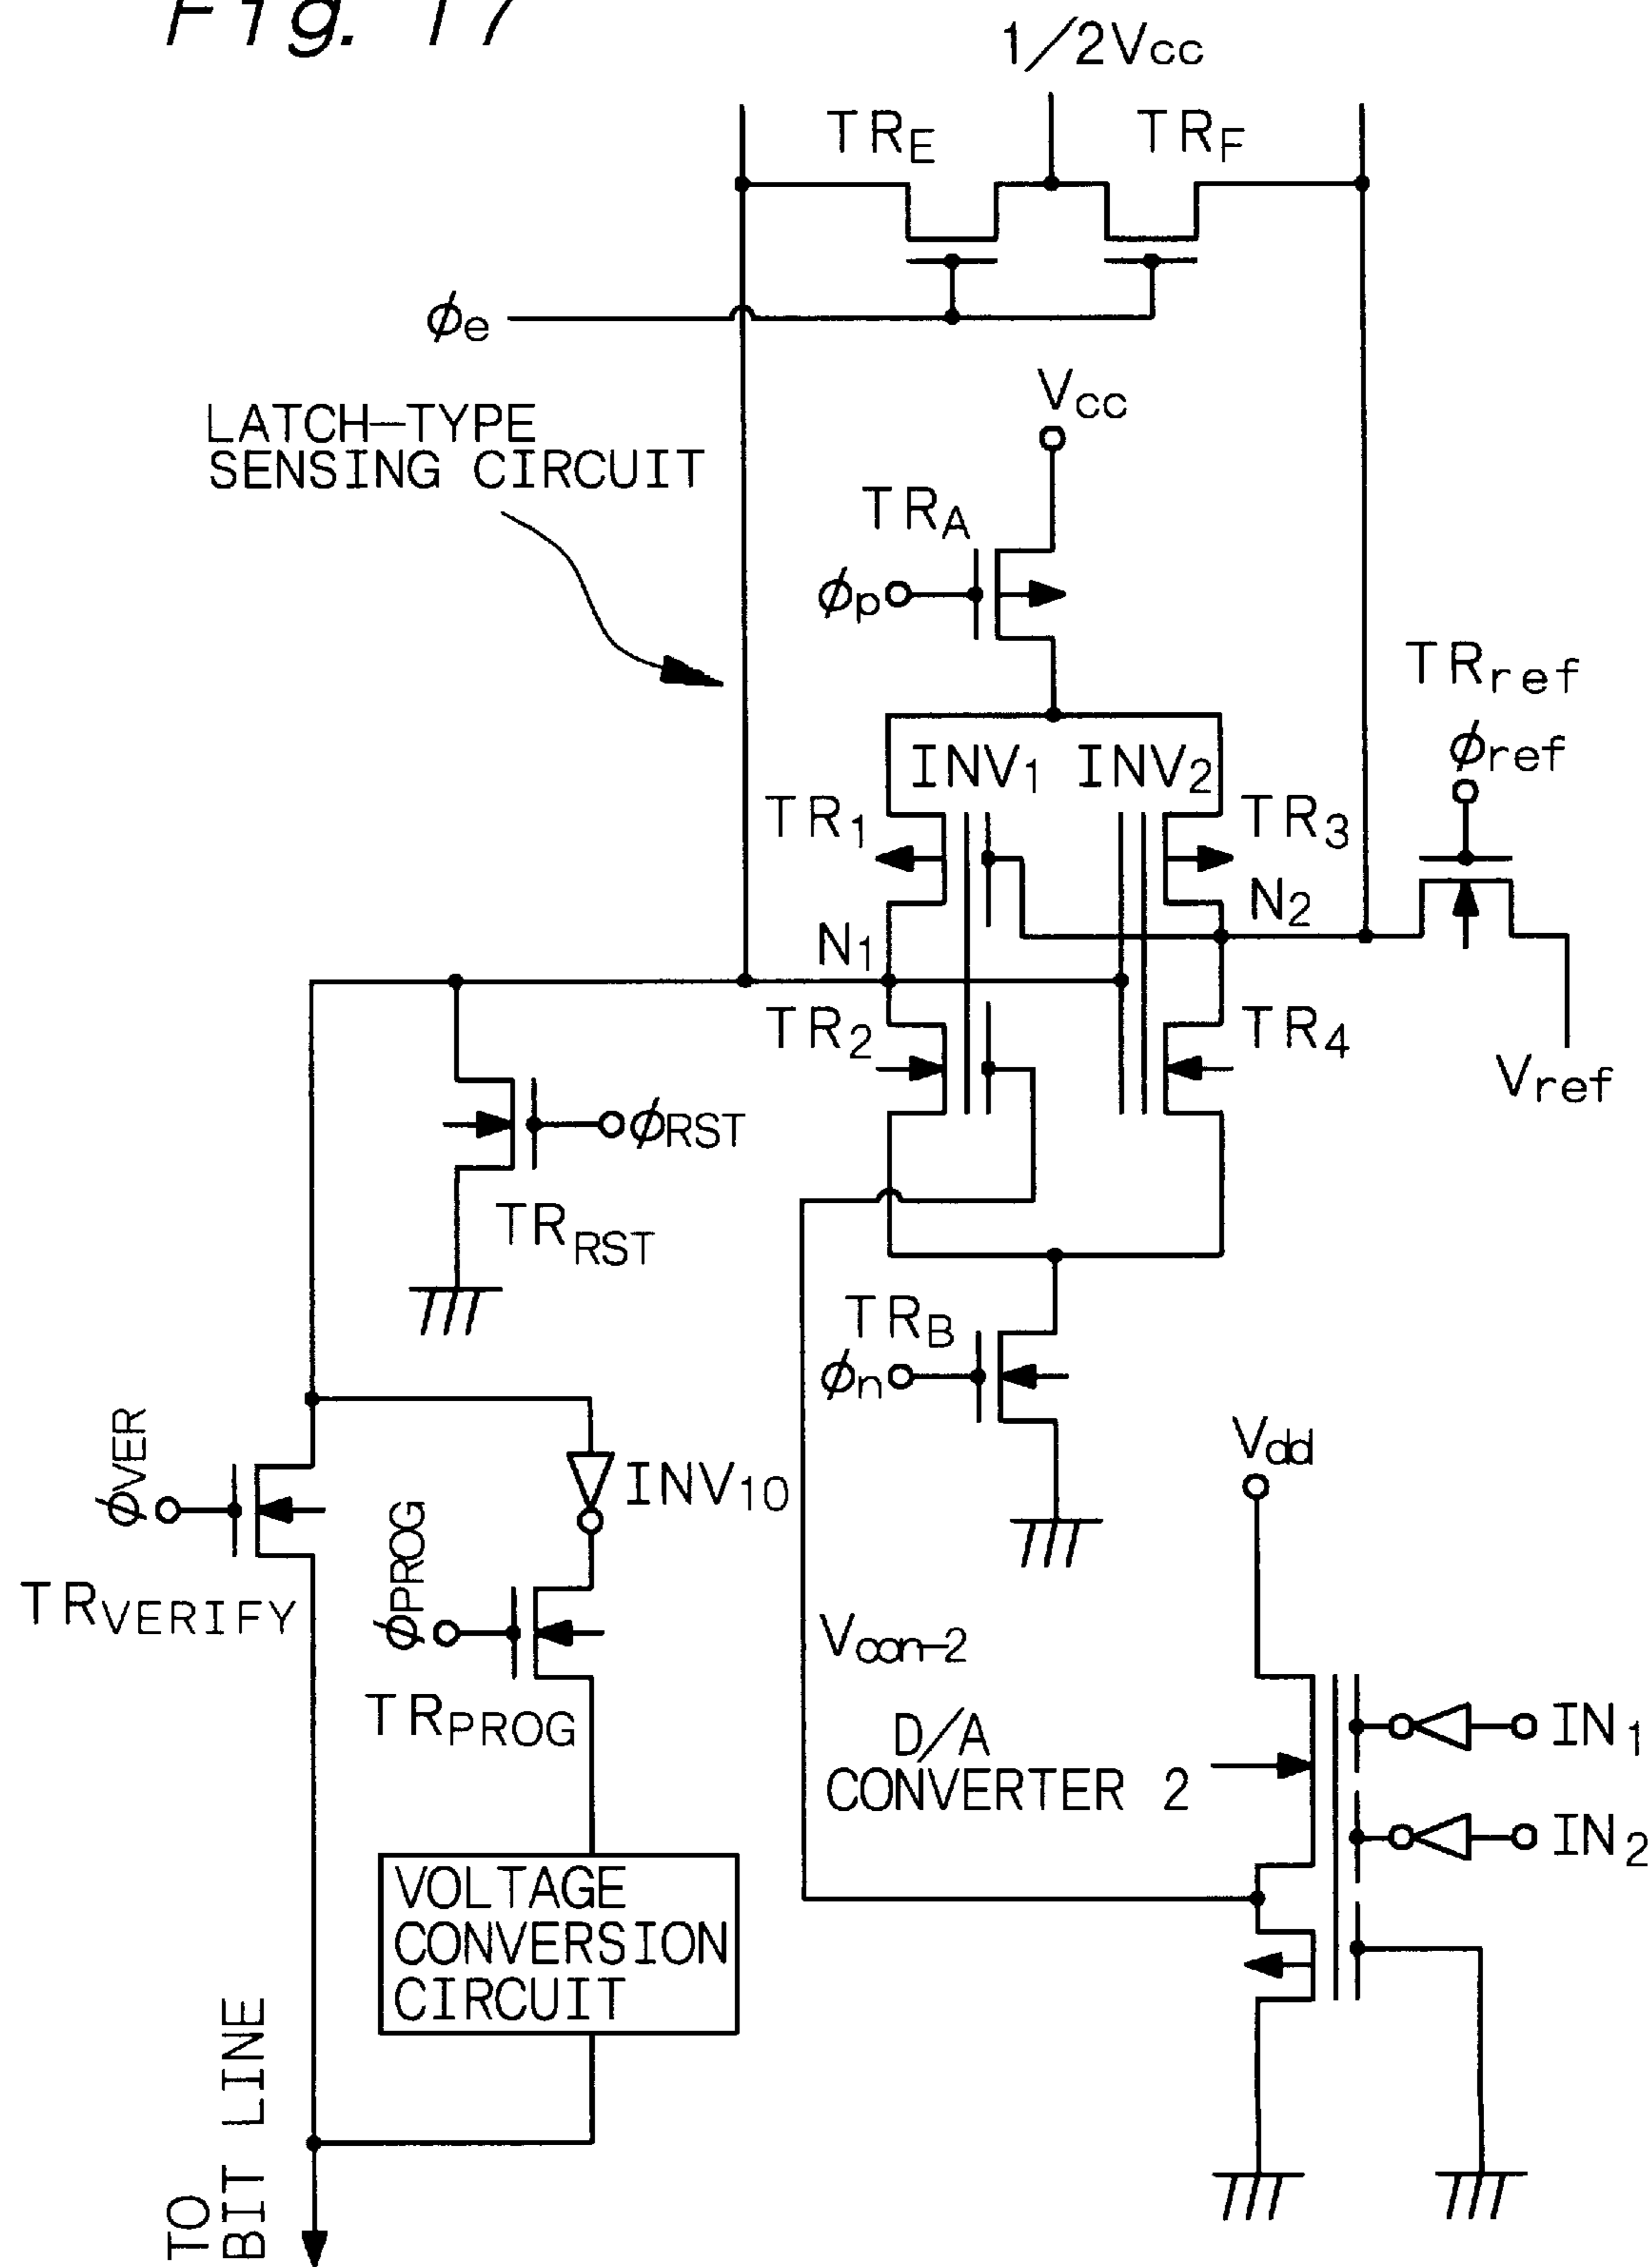 Fig. 17
1/2Vcc
TRE
TRF
ϕe
Vcc
LATCH-TYPE
SENSING CIRCUIT
TRA
ϕp
TRref
ϕref
INV1
INV2
TR1
TR3
N2
N1
TR2
TR4
Vref
ϕRST
TRRST
TRB
ϕn
ϕVER
Vdd
INV10
ϕPROG
TRVERIFY
Vcon-2
TRPROG
D/A
CONVERTER 2
IN1
IN2
VOLTAGE
CONVERSION
CIRCUIT
TO
BIT LINE